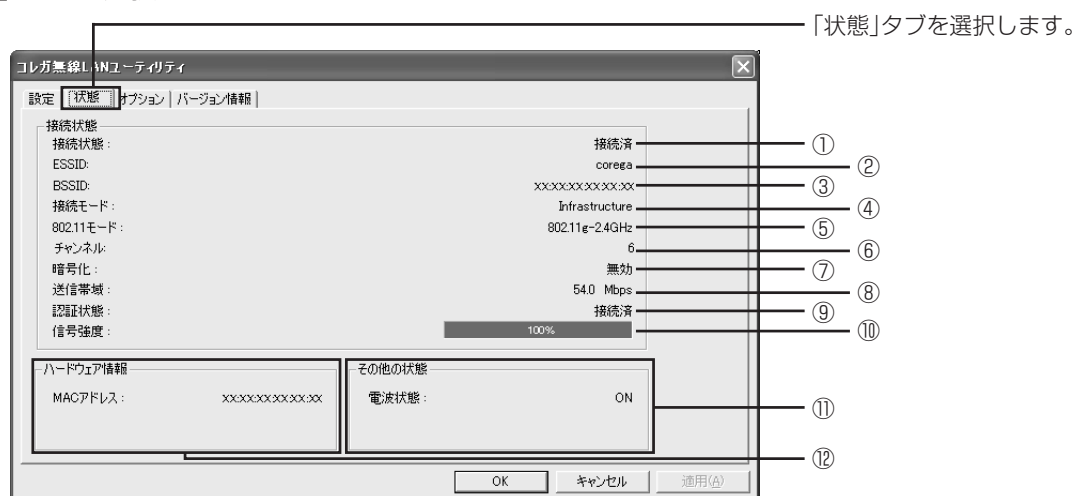 「状態」タブを選択します。
コレガ無線LANユーティリティ
設定 状態 オプション バージョン情報
接続状態
接続状態： 接続済 ①
ESSID: corega ②
BSSID: xx:xx:xx:xx:xx:xx ③
接続モード： Infrastructure ④
802.11モード： 802.11g-2.4GHz ⑤
チャンネル: 6 ⑥
暗号化： 無効 ⑦
送信帯域： 54.0 Mbps ⑧
認証状態： 接続済 ⑨
信号強度： 100% ⑩
ハードウェア情報 その他の状態
MACアドレス： xx:xx:xx:xx:xx:xx 電波状態： ON ⑪
⑫
OK キャンセル 適用(A)